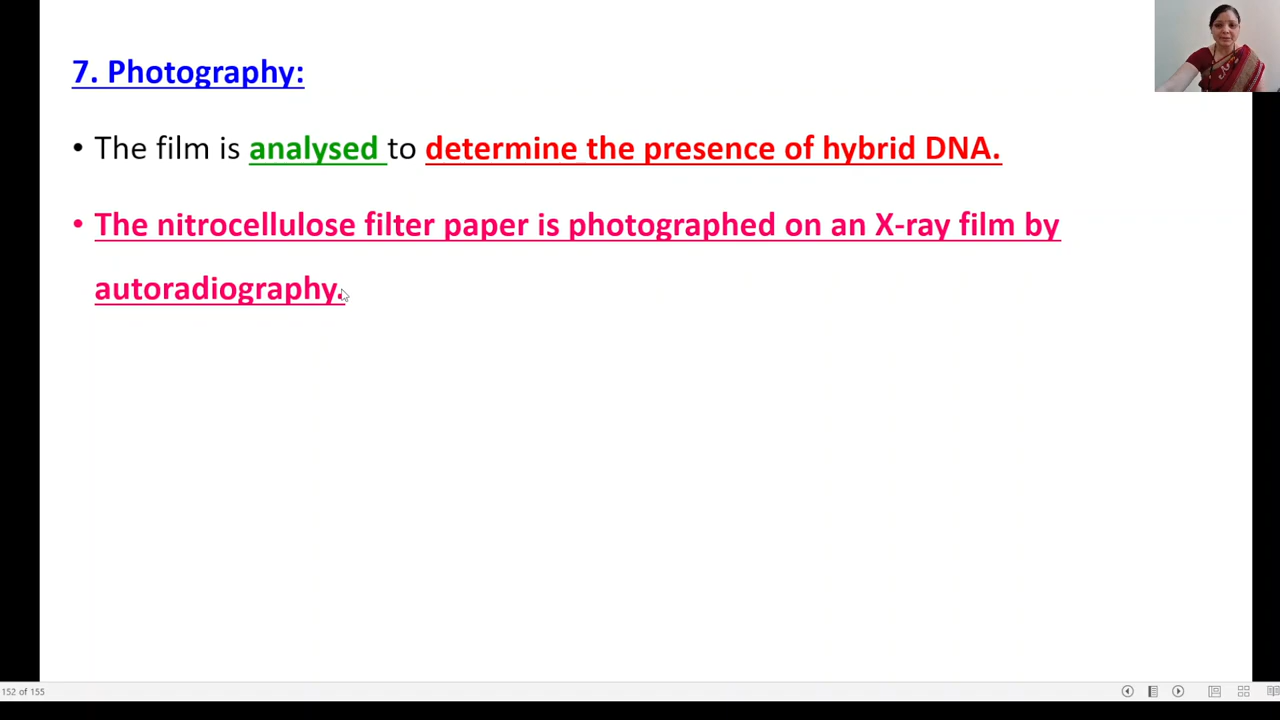 7. Photography:
• The film is analysed to determine the presence of hybrid DNA.
• The nitrocellulose filter paper is photographed on an X-ray film by
autoradiography.
152 of 155